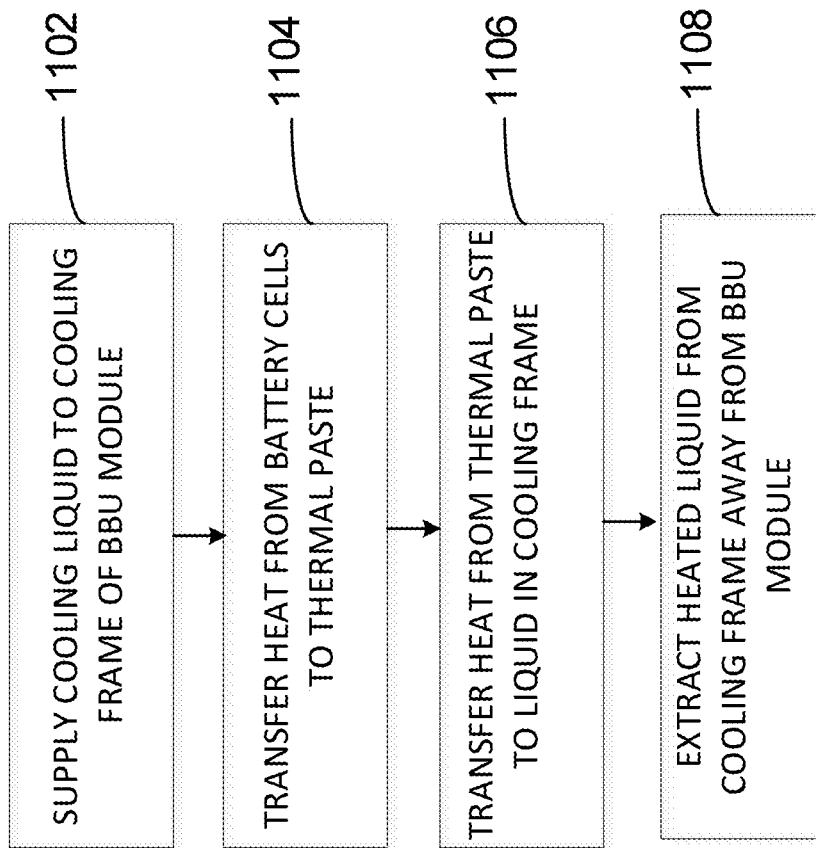 SUPPLY COOLING LIQUID TO COOLING
FRAME OF BBU MODULE
1102
TRANSFER HEAT FROM BATTERY CELLS
TO THERMAL PASTE
1104
TRANSFER HEAT FROM THERMAL PASTE
TO LIQUID IN COOLING FRAME
1106
EXTRACT HEATED LIQUID FROM
COOLING FRAME AWAY FROM BBU
MODULE
1108